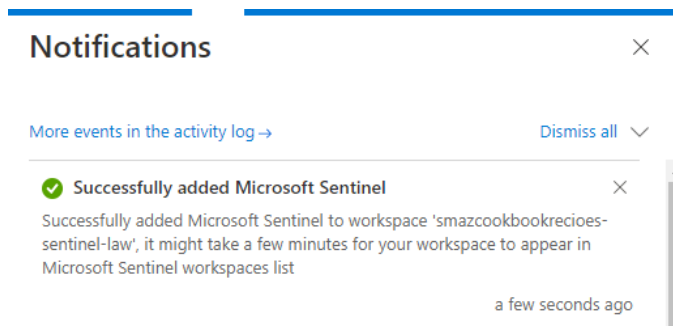 Notifications
More events in the activity log →
Dismiss all
Successfully added Microsoft Sentinel
Successfully added Microsoft Sentinel to workspace 'smazcookbookrecioes-
sentinel-law', it might take a few minutes for your workspace to appear in
Microsoft Sentinel workspaces list
a few seconds ago